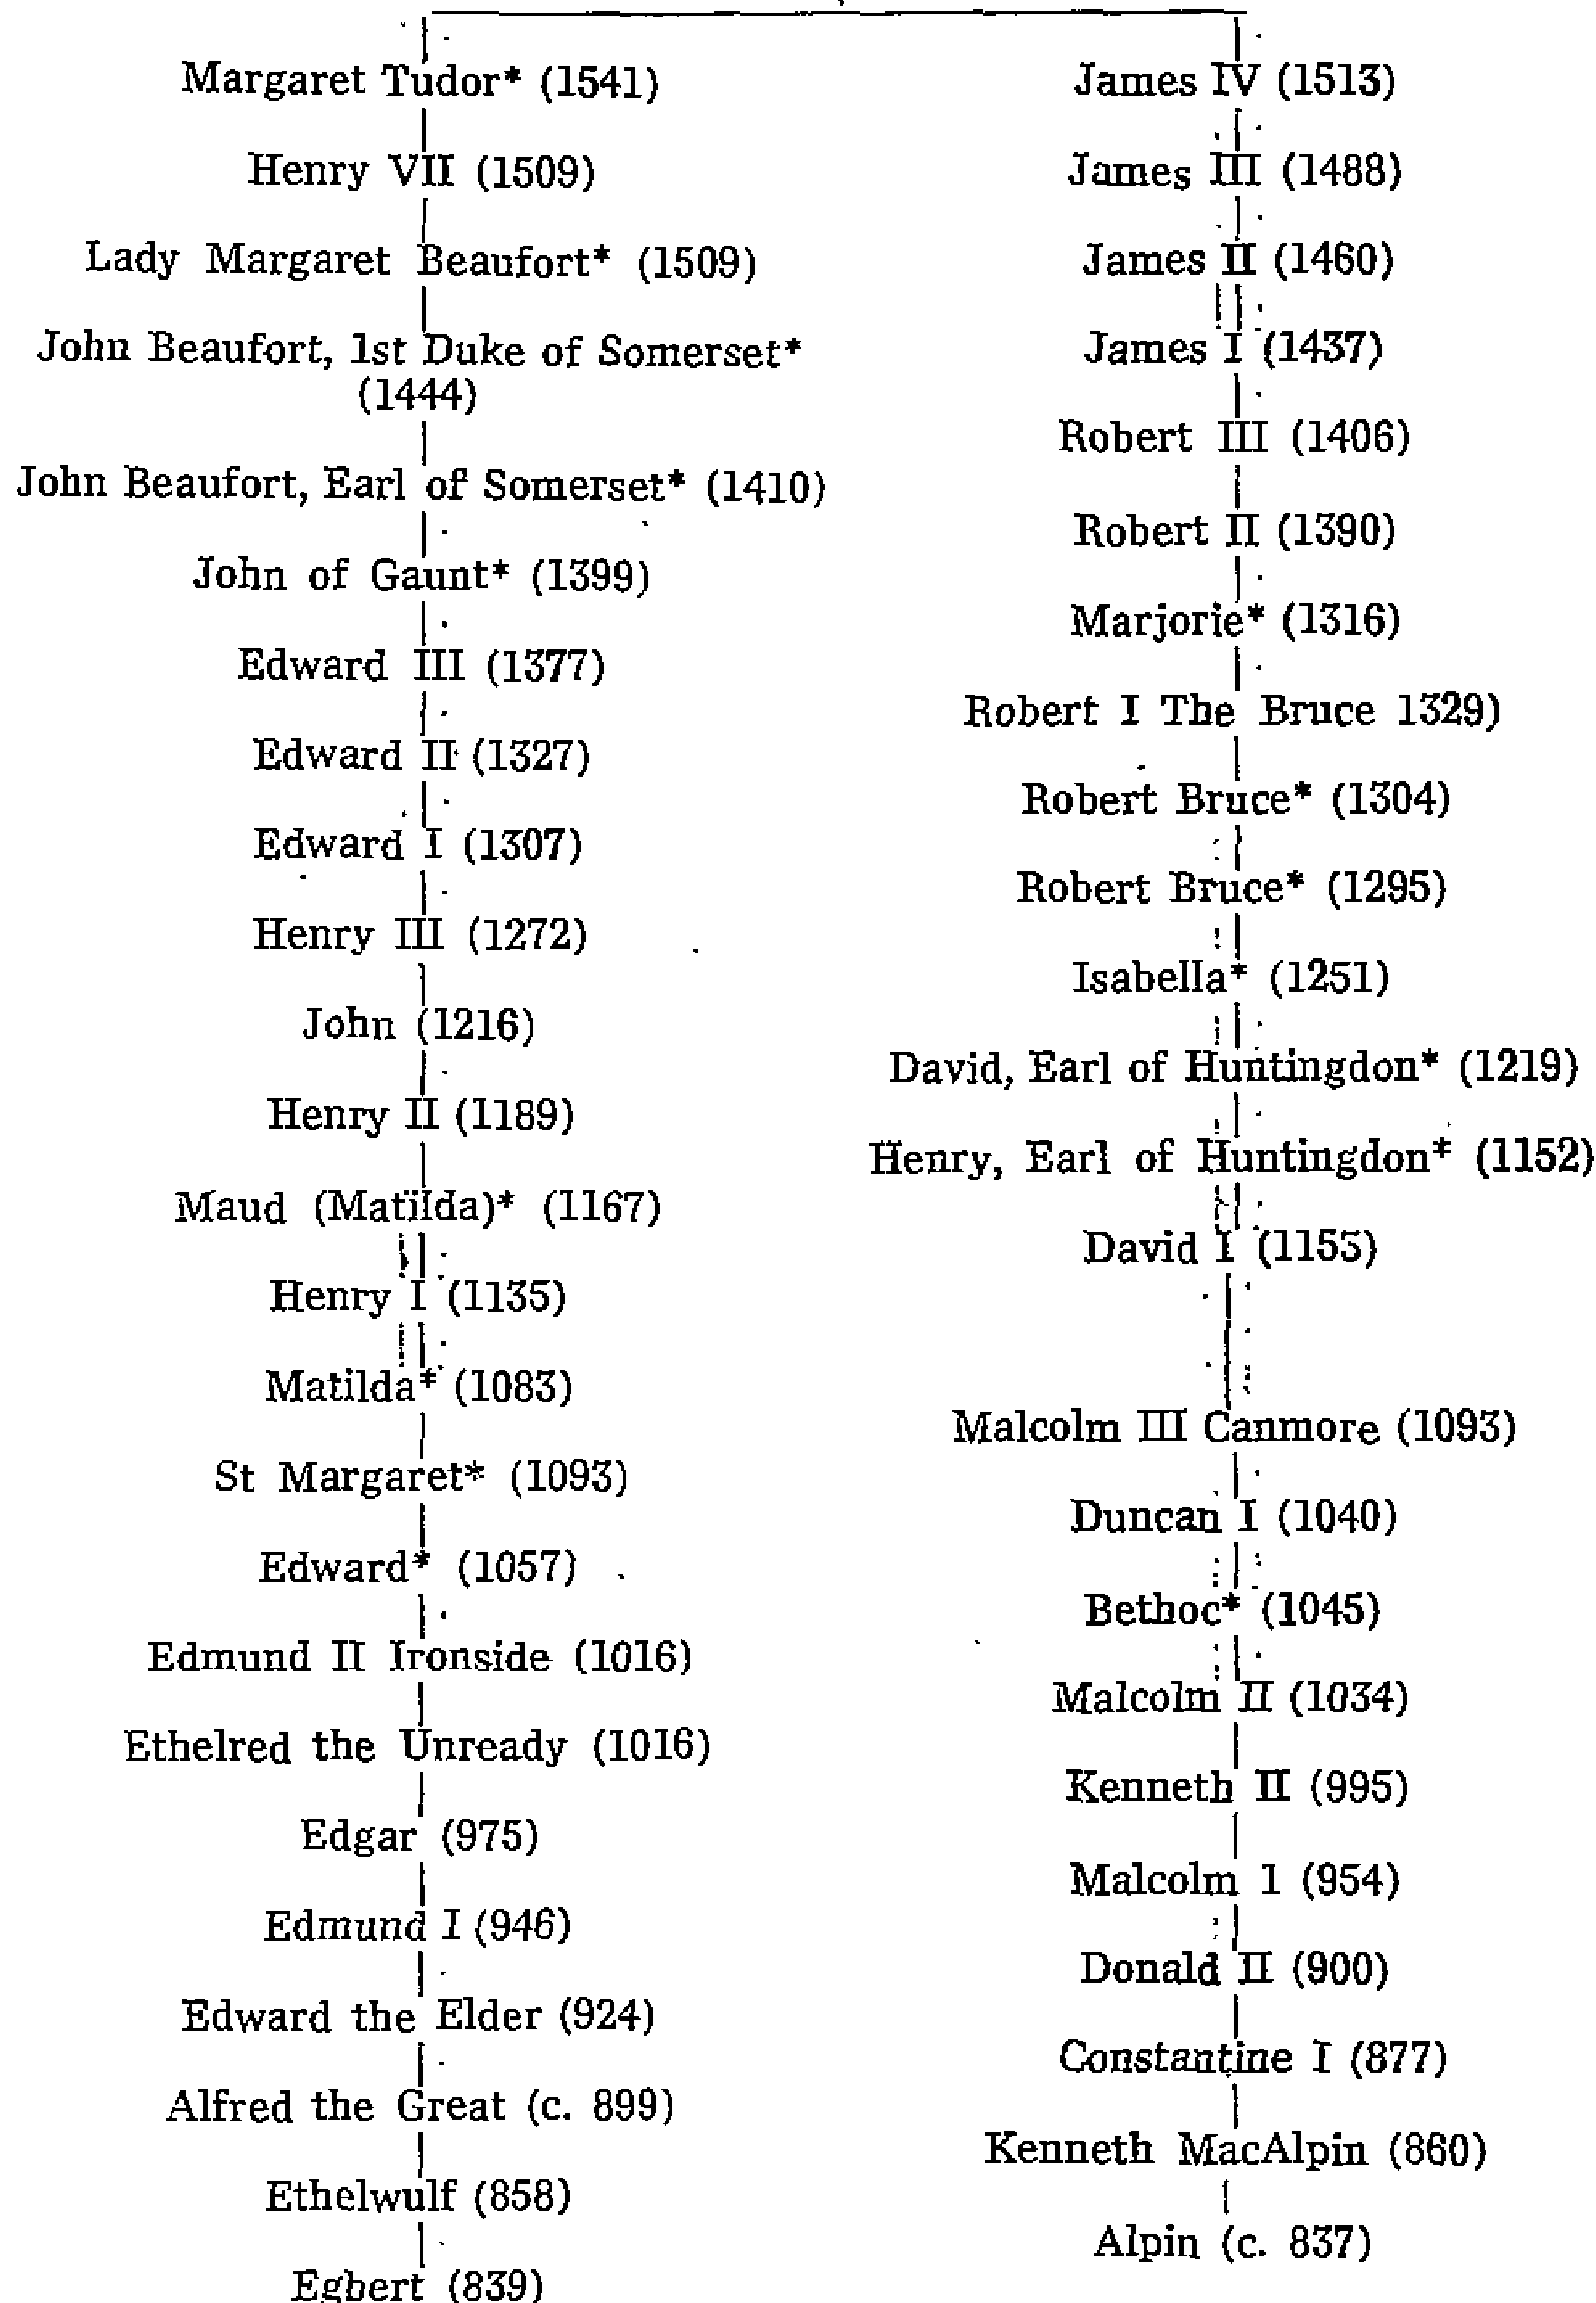 Margaret Tudor* (1541)
Henry VII (1509)
Lady Margaret Beaufort* (1509)
John Beaufort, 1st Duke of Somerset*
(1444)
John Beaufort, Earl of Somerset* (1410)
John of Gaunt* (1399)
Edward III (1377)
Edward II (1327)
Edward I (1307)
Henry III (1272)
John (1216)
Henry II (1189)
Maud (Matilda)* (1167)
Henry I (1135)
Matilda* (1083)
St Margaret* (1093)
Edward* (1057)
Edmund II Ironside (1016)
Ethelred the Unready (1016)
Edgar (975)
Edmund I (946)
Edward the Elder (924)
Alfred the Great (c. 899)
Ethelwulf (858)
Egbert (839)
James IV (1513)
James III (1488)
James II (1460)
James I (1437)
Robert III (1406)
Robert II (1390)
Marjorie* (1316)
Robert I The Bruce 1329)
Robert Bruce* (1304)
Robert Bruce* (1295)
Isabella* (1251)
David, Earl of Huntingdon* (1219)
Henry, Earl of Huntingdon* (1152)
David I (1153)
Malcolm III Canmore (1093)
Duncan I (1040)
Bethoc* (1045)
Malcolm II (1034)
Kenneth II (995)
Malcolm I (954)
Donald II (900)
Constantine I (877)
Kenneth MacAlpin (860)
Alpin (c. 837)